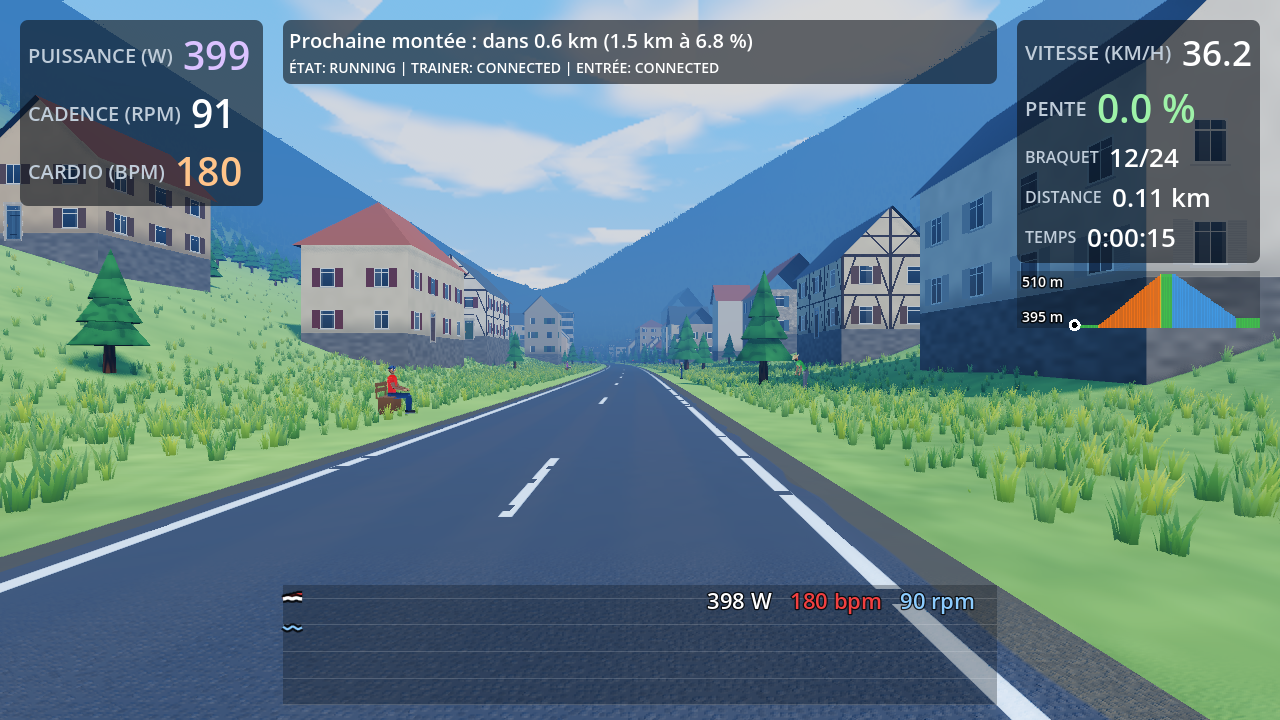 PUISSANCE (W) 399
CADENCE (RPM) 91
CARDIO (BPM) 180
Prochaine montée : dans 0.6 km (1.5 km à 6.8 %)
ÉTAT: RUNNING | TRAINER: CONNECTED | ENTRÉE: CONNECTED
VITESSE (KM/H) 36.2
PENTE 0.0 %
BRAQUET 12/24
DISTANCE 0.11 km
TEMPS 0:00:15
510 m
395 m
398 W 180 bpm 90 rpm